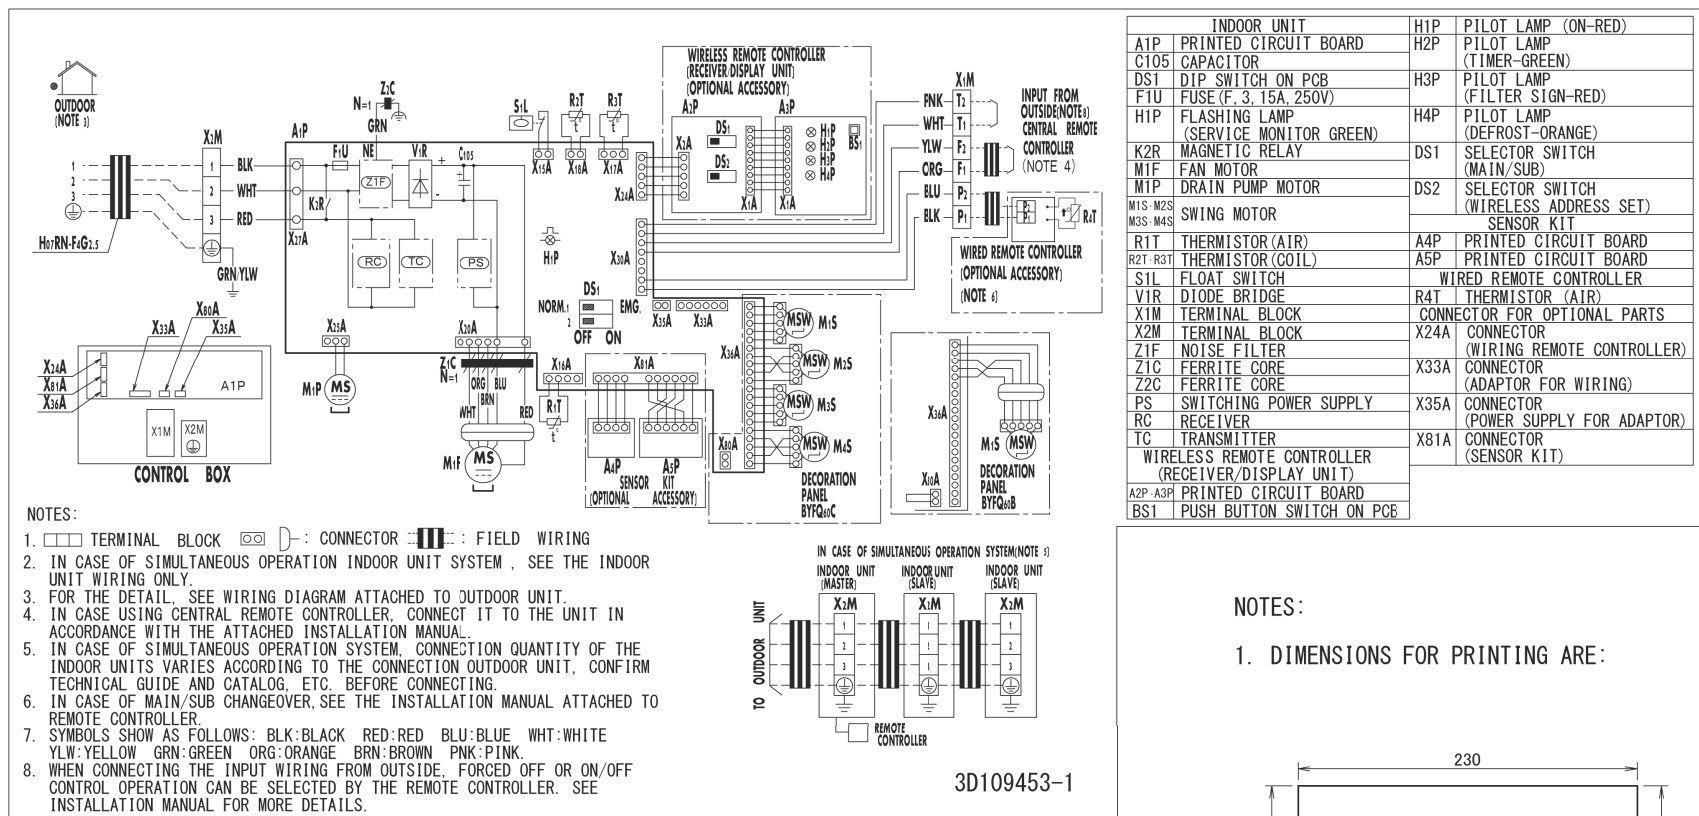 OUTDOOR
(NOTE 3)
X2M
1
2
3
H07RN-F4G2.5
1
2
3
BLK
WHT
RED
GRN/YLW
Z2C
N=1
GRN
A1P
F1U
NE
V1R
C105
Z1F
K2R
X27A
RC
TC
PS
+
-
S1L
R2T
R3T
t°
t°
X15A
X18A
X17A
X24A
H1P
X30A
DS1
NORM.1
2
EMG.
OFF ON
X35A
X33A
X25A
X20A
M1P
MS
Z1C
N=1
ORG
BLU
BRN
WHT
RED
M1F
MS
X16A
R1T
t°
X81A
A4P
A5P
SENSOR KIT
(OPTIONAL ACCESSORY)
X36A
X80A
MSW M1S
MSW M2S
MSW M3S
MSW M4S
DECORATION
PANEL
BYFQ60C
X36A
X10A
M1S
MSW
DECORATION
PANEL
BYFQ60B
WIRELESS REMOTE CONTROLLER
(RECEIVER/DISPLAY UNIT)
(OPTIONAL ACCESSORY)
A2P
A3P
X2A
DS1
DS2
X1A
X1A
H1P
H2P
H3P
H4P
BS1
X1M
PNK T2
WHT T1
YLW F2
ORG F1
BLU P2
BLK P1
INPUT FROM
OUTSIDE(NOTE8)
CENTRAL REMOTE
CONTROLLER
(NOTE 4)
P2
P1
t°
R4T
WIRED REMOTE CONTROLLER
(OPTIONAL ACCESSORY)
(NOTE 6)
X80A
X33A
X35A
X24A
X81A
X36A
A1P
X1M
X2M
CONTROL BOX
INDOOR UNIT
A1P PRINTED CIRCUIT BOARD
C105 CAPACITOR
DS1 DIP SWITCH ON PCB
F1U FUSE(F, 3, 15A, 250V)
H1P FLASHING LAMP
(SERVICE MONITOR GREEN)
K2R MAGNETIC RELAY
M1F FAN MOTOR
M1P DRAIN PUMP MOTOR
M1S·M2S
M3S·M4S SWING MOTOR
R1T THERMISTOR(AIR)
R2T·R3T THERMISTOR(COIL)
S1L FLOAT SWITCH
V1R DIODE BRIDGE
X1M TERMINAL BLOCK
X2M TERMINAL BLOCK
Z1F NOISE FILTER
Z1C FERRITE CORE
Z2C FERRITE CORE
PS SWITCHING POWER SUPPLY
RC RECEIVER
TC TRANSMITTER
WIRELESS REMOTE CONTROLLER
(RECEIVER/DISPLAY UNIT)
A2P·A3P PRINTED CIRCUIT BOARD
BS1 PUSH BUTTON SWITCH ON PCB
H1P PILOT LAMP (ON-RED)
H2P PILOT LAMP
(TIMER-GREEN)
H3P PILOT LAMP
(FILTER SIGN-RED)
H4P PILOT LAMP
(DEFROST-ORANGE)
DS1 SELECTOR SWITCH
(MAIN/SUB)
DS2 SELECTOR SWITCH
(WIRELESS ADDRESS SET)
SENSOR KIT
A4P PRINTED CIRCUIT BOARD
A5P PRINTED CIRCUIT BOARD
WIRED REMOTE CONTROLLER
R4T THERMISTOR (AIR)
CONNECTOR FOR OPTIONAL PARTS
X24A CONNECTOR
(WIRING REMOTE CONTROLLER)
X33A CONNECTOR
(ADAPTOR FOR WIRING)
X35A CONNECTOR
(POWER SUPPLY FOR ADAPTOR)
X81A CONNECTOR
(SENSOR KIT)
NOTES:
1. TERMINAL BLOCK : CONNECTOR : FIELD WIRING
2. IN CASE OF SIMULTANEOUS OPERATION INDOOR UNIT SYSTEM , SEE THE INDOOR
UNIT WIRING ONLY.
3. FOR THE DETAIL, SEE WIRING DIAGRAM ATTACHED TO OUTDOOR UNIT.
4. IN CASE USING CENTRAL REMOTE CONTROLLER, CONNECT IT TO THE UNIT IN
ACCORDANCE WITH THE ATTACHED INSTALLATION MANUAL.
5. IN CASE OF SIMULTANEOUS OPERATION SYSTEM, CONNECTION QUANTITY OF THE
INDOOR UNITS VARIES ACCORDING TO THE CONNECTION OUTDOOR UNIT, CONFIRM
TECHNICAL GUIDE AND CATALOG, ETC. BEFORE CONNECTING.
6. IN CASE OF MAIN/SUB CHANGEOVER,SEE THE INSTALLATION MANUAL ATTACHED TO
REMOTE CONTROLLER.
7. SYMBOLS SHOW AS FOLLOWS: BLK:BLACK RED:RED BLU:BLUE WHT:WHITE
YLW:YELLOW GRN:GREEN ORG:ORANGE BRN:BROWN PNK:PINK.
8. WHEN CONNECTING THE INPUT WIRING FROM OUTSIDE, FORCED OFF OR ON/OFF
CONTROL OPERATION CAN BE SELECTED BY THE REMOTE CONTROLLER. SEE
INSTALLATION MANUAL FOR MORE DETAILS.
IN CASE OF SIMULTANEOUS OPERATION SYSTEM(NOTE 5)
INDOOR UNIT
(MASTER)
INDOOR UNIT
(SLAVE)
INDOOR UNIT
(SLAVE)
X2M
X2M
X2M
TO OUTDOOR UNIT
1
2
3
1
1
1
1
2
3
REMOTE
CONTROLLER
3D109453-1
NOTES:
1. DIMENSIONS FOR PRINTING ARE:
230